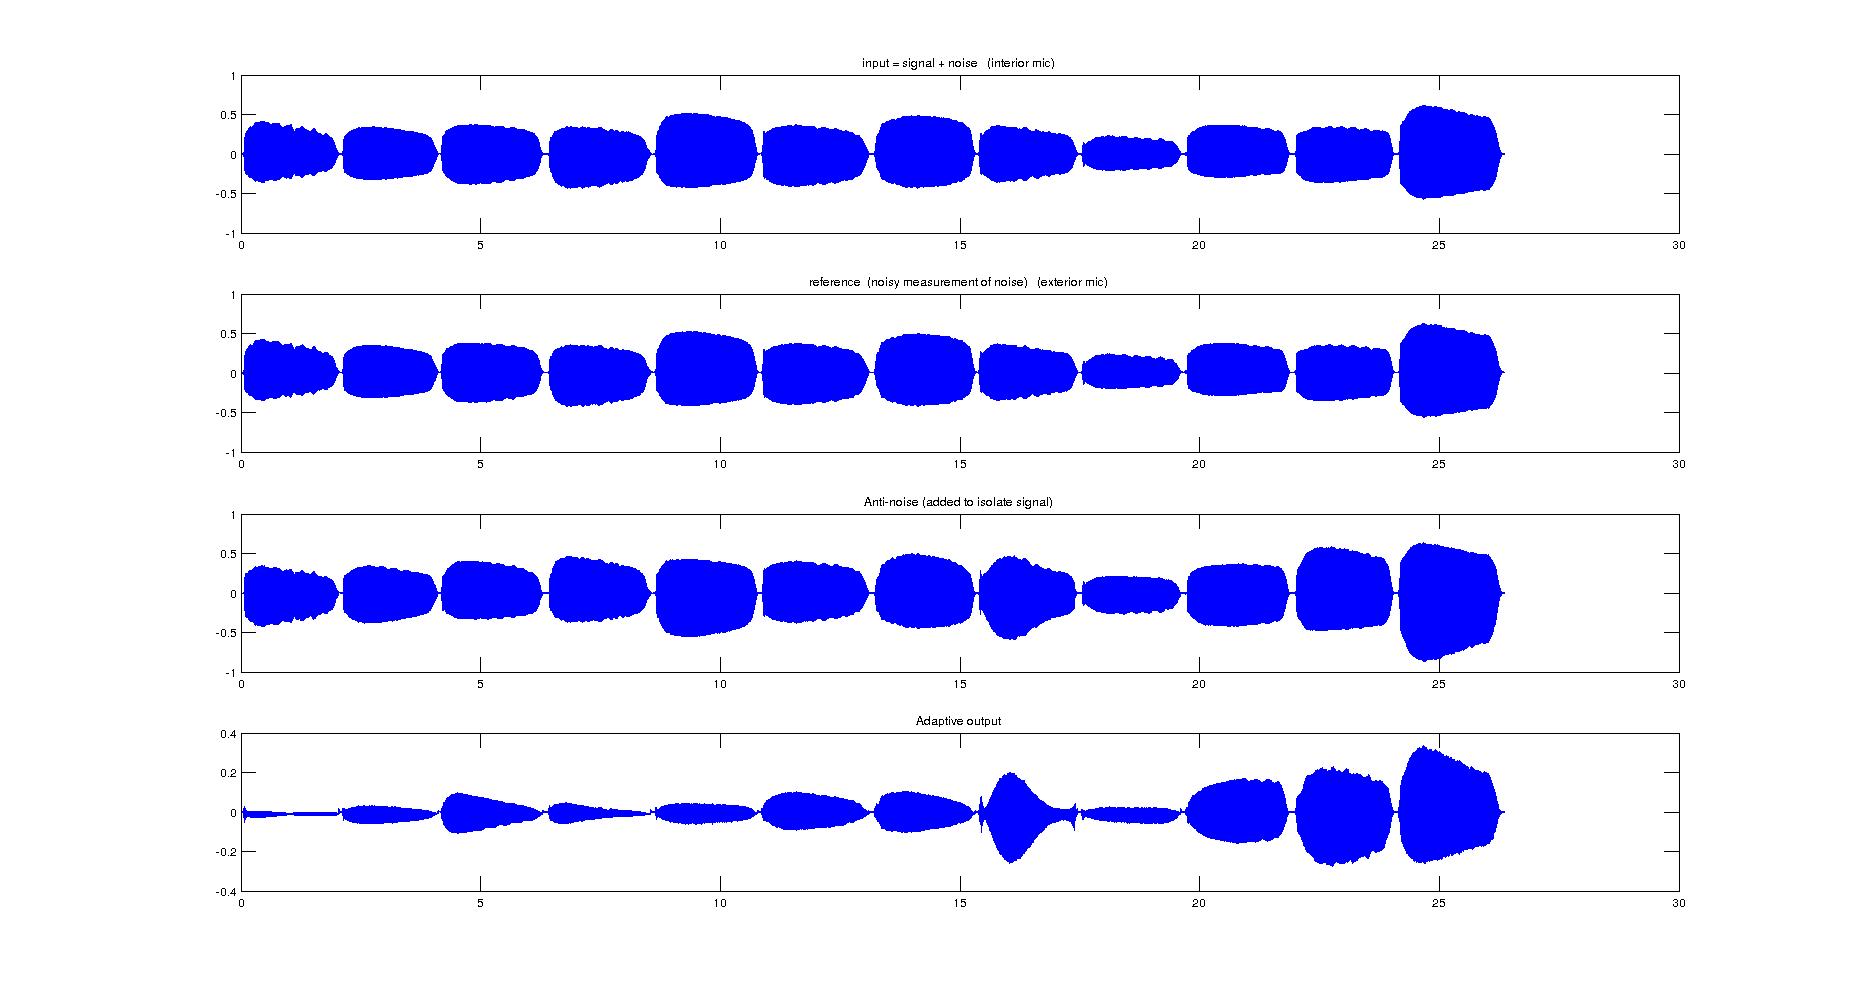 input = signal + noise   (interior mic)
1
0.5
0
-0.5
-1
0 5 10 15 20 25 30
reference  (noisy measurement of noise)   (exterior mic)
1
0.5
0
-0.5
-1
0 5 10 15 20 25 30
Anti-noise (added to isolate signal)
1
0.5
0
-0.5
-1
0 5 10 15 20 25 30
Adaptive output
0.4
0.2
0
-0.2
-0.4
0 5 10 15 20 25 30